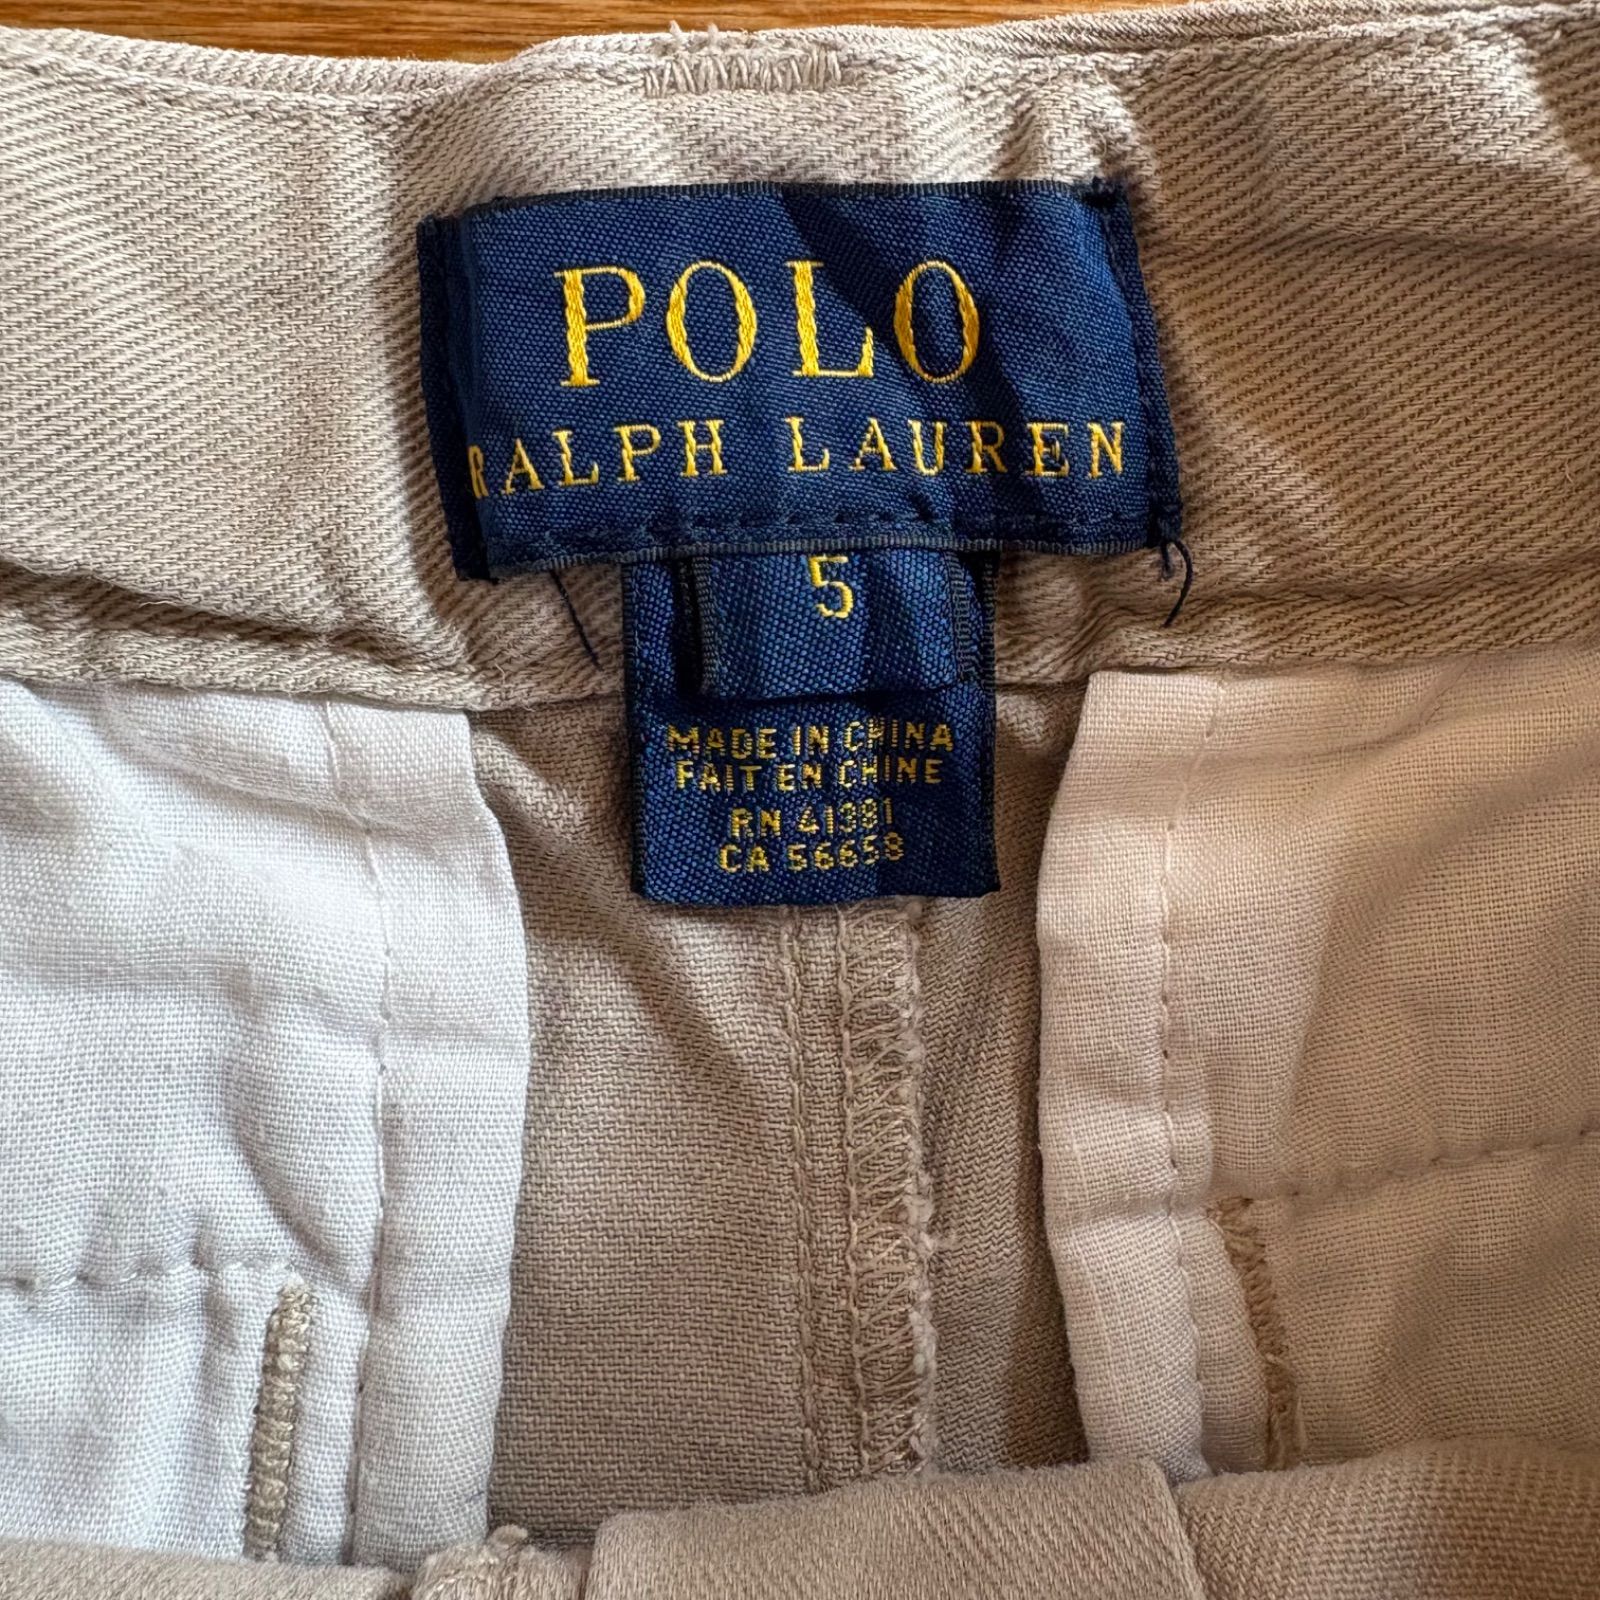 POLO
RALPH LAUREN
5
MADE IN CHINA
FAIT EN CHINE
RN 41381
CA 56658